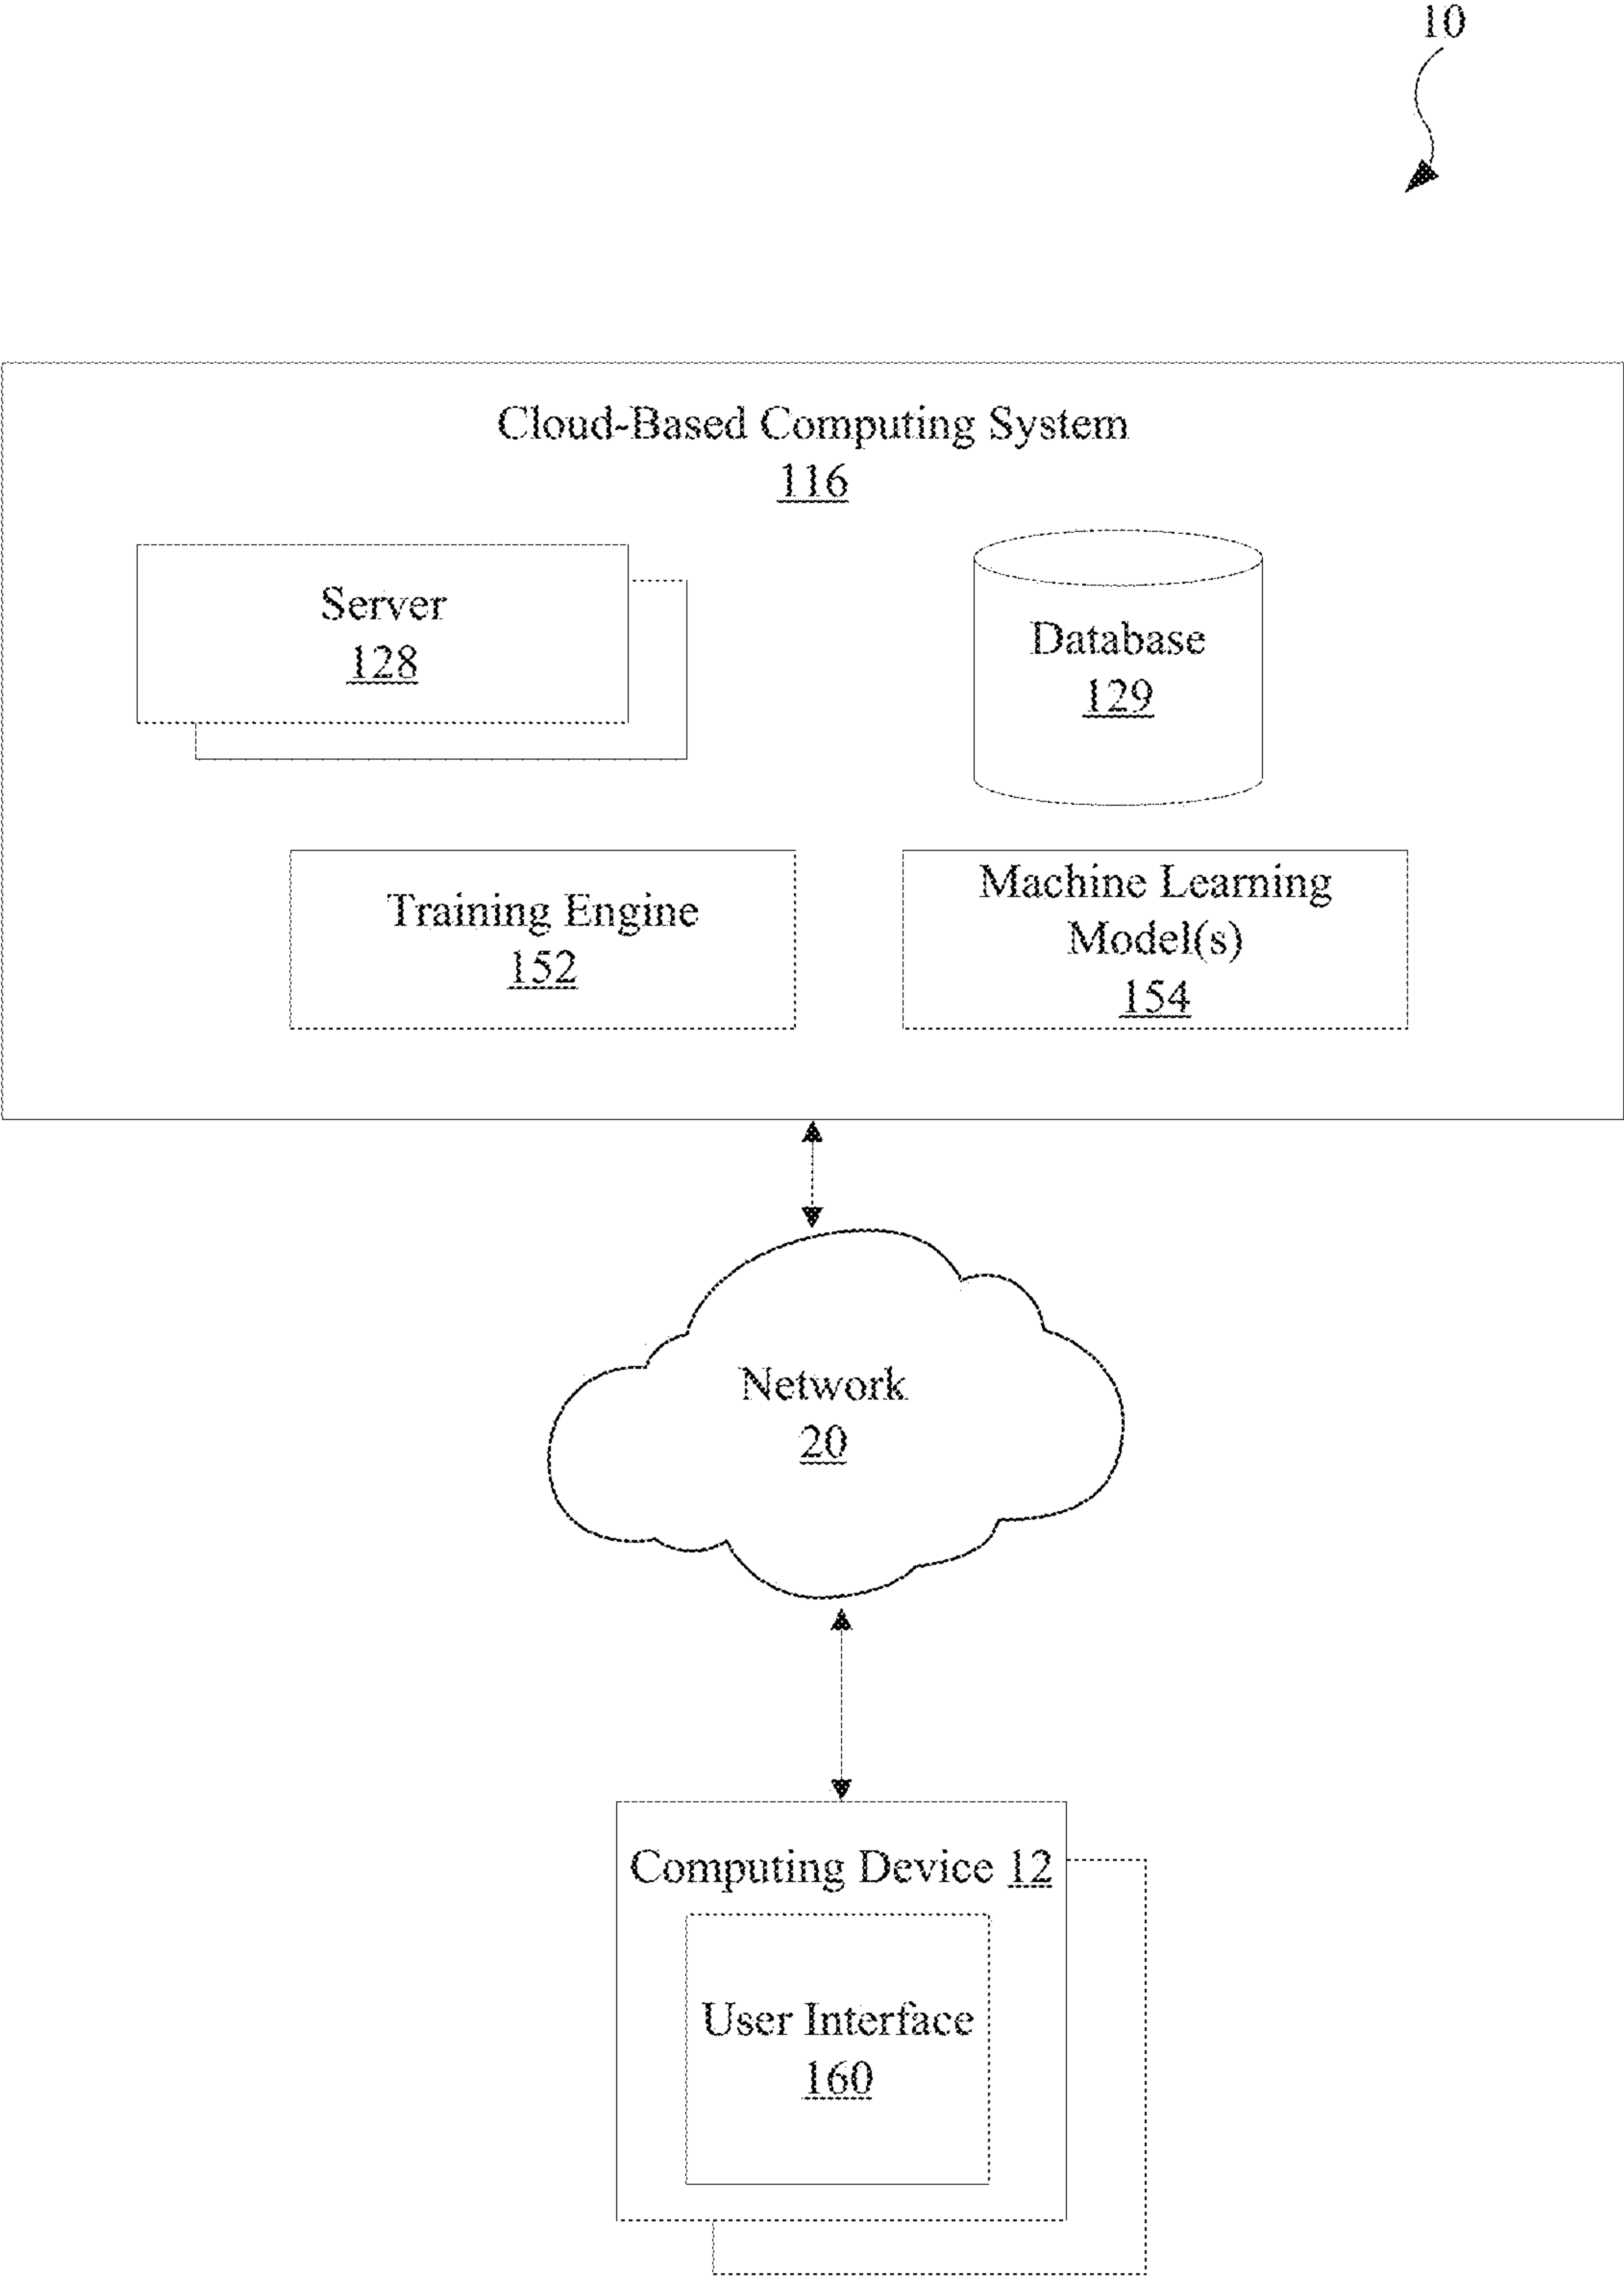 10
Cloud-Based Computing System
116
Server
128
Database
129
Training Engine
152
Machine Learning
Model(s)
154
Network
20
Computing Device 12
User Interface
160